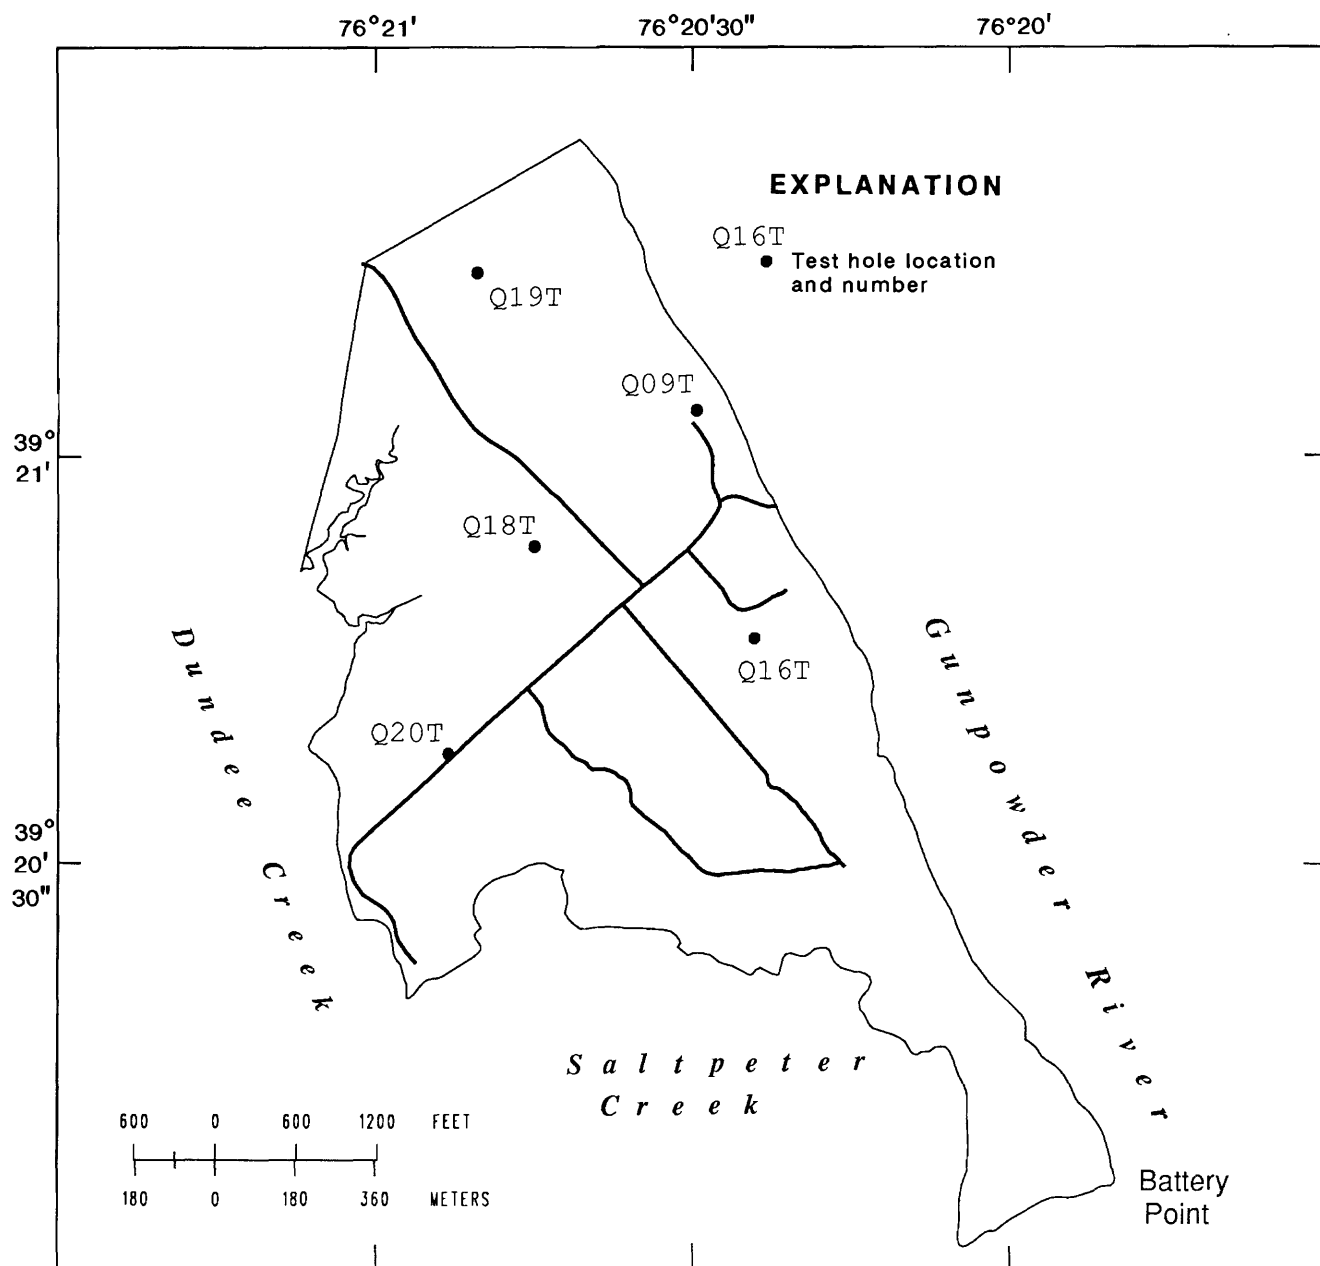 76°21' 76°20'30" 76°20'
EXPLANATION
Q16T
Test hole location
and number
Q19T
Q09T
39°
21'
Q18T
Dundee Creek
Gunpowder River
Q16T
Q20T
39°
20'
30"
Saltpeter
Creek
600 0 600 1200 FEET
180 0 180 360 METERS
Battery
Point